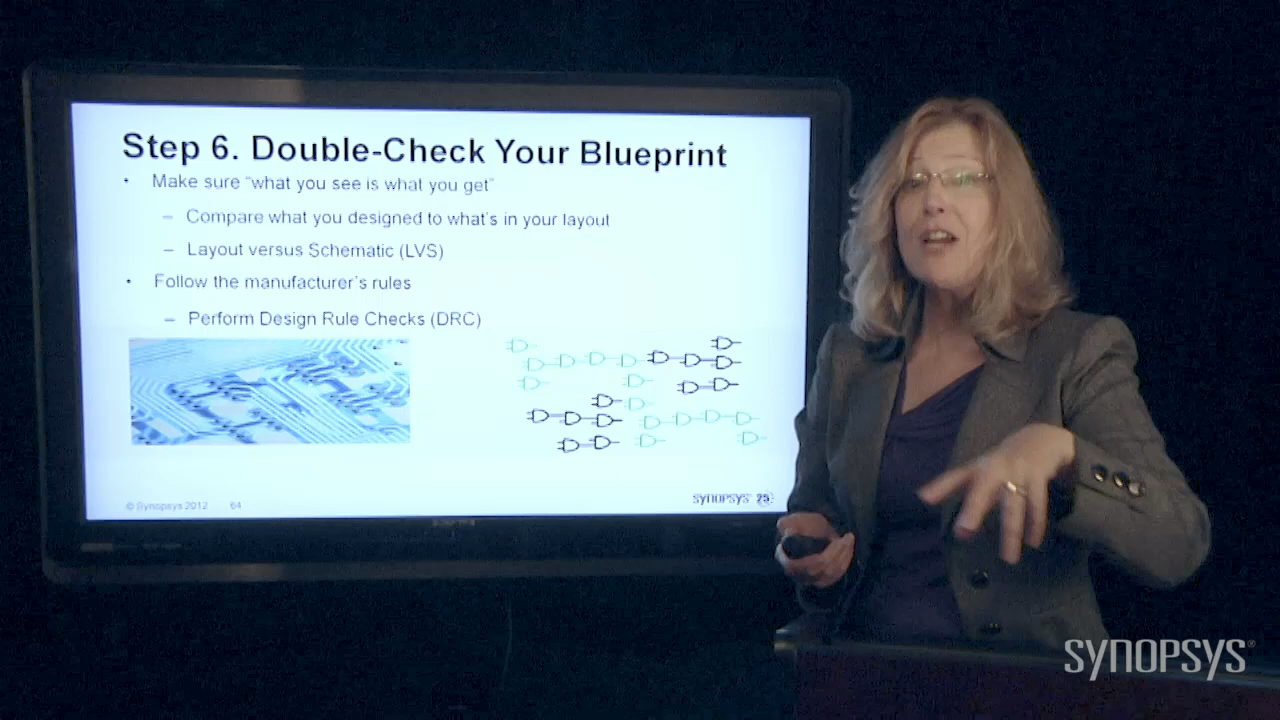 Step 6. Double-Check Your Blueprint
• Make sure “what you see is what you get”
– Compare what you designed to what's in your layout
– Layout versus Schematic (LVS)
• Follow the manufacturer's rules
– Perform Design Rule Checks (DRC)
© Synopsys 2012 64
SYNOPSYS 25
SYNOPSYS®